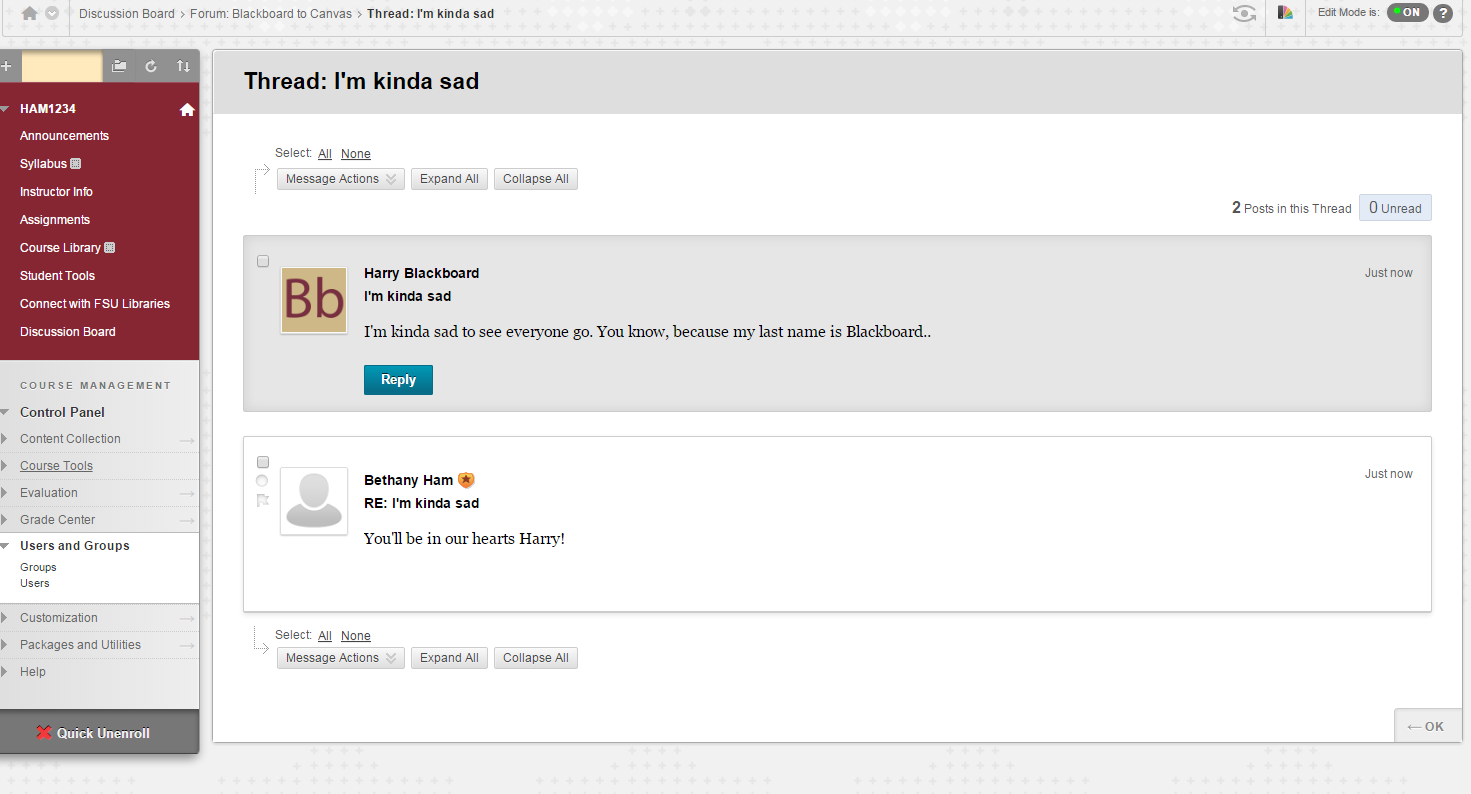 Discussion Board > Forum: Blackboard to Canvas > Thread: I'm kinda sad
Edit Mode is: ON ?
HAM1234
Announcements
Syllabus
Instructor Info
Assignments
Course Library
Student Tools
Connect with FSU Libraries
Discussion Board
COURSE MANAGEMENT
Control Panel
Content Collection
Course Tools
Evaluation
Grade Center
Users and Groups
Groups
Users
Customization
Packages and Utilities
Help
Quick Unenroll
Thread: I'm kinda sad
Select: All None
Message Actions Expand All Collapse All
2 Posts in this Thread 0 Unread
Bb
Harry Blackboard Just now
I'm kinda sad
I'm kinda sad to see everyone go. You know, because my last name is Blackboard..
Reply
Bethany Ham Just now
RE: I'm kinda sad
You'll be in our hearts Harry!
Select: All None
Message Actions Expand All Collapse All
←OK